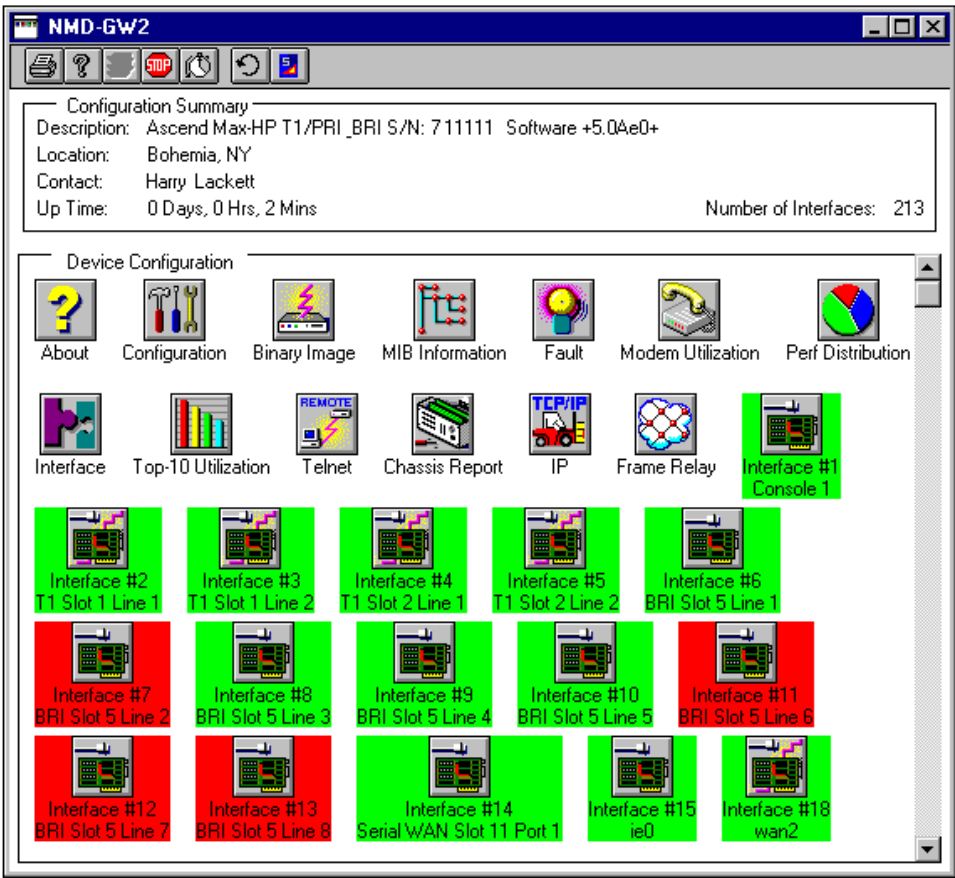 NMD-GW2
STOP
5
Configuration Summary
Description: Ascend Max-HP T1/PRI_BRI S/N: 711111 Software +5.0Ae0+
Location: Bohemia, NY
Contact: Harry Lackett
Up Time: 0 Days, 0 Hrs, 2 Mins Number of Interfaces: 213
Device Configuration
About Configuration Binary Image MIB Information Fault Modem Utilization Perf Distribution
REMOTE TCP/IP
Interface Top-10 Utilization Telnet Chassis Report IP Frame Relay Interface #1
Console 1
Interface #2 Interface #3 Interface #4 Interface #5 Interface #6
T1 Slot 1 Line 1 T1 Slot 1 Line 2 T1 Slot 2 Line 1 T1 Slot 2 Line 2 BRI Slot 5 Line 1
Interface #7 Interface #8 Interface #9 Interface #10 Interface #11
BRI Slot 5 Line 2 BRI Slot 5 Line 3 BRI Slot 5 Line 4 BRI Slot 5 Line 5 BRI Slot 5 Line 6
Interface #12 Interface #13 Interface #14 Interface #15 Interface #18
BRI Slot 5 Line 7 BRI Slot 5 Line 8 Serial WAN Slot 11 Port 1 ie0 wan2